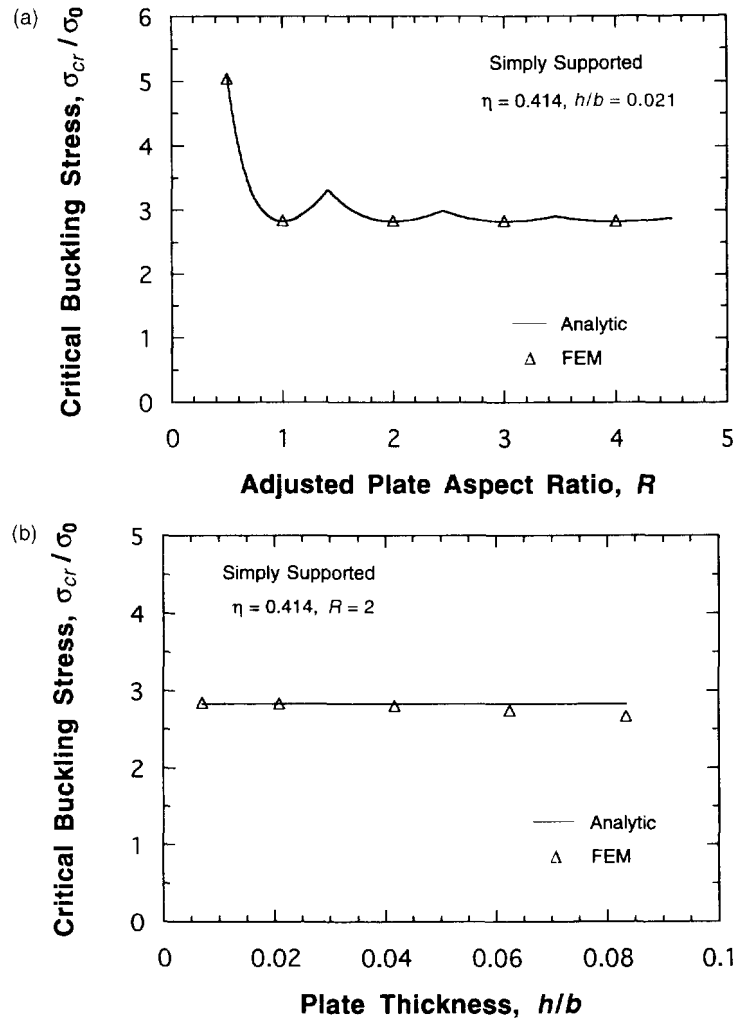 (a)
Critical Buckling Stress, σcr / σ0
6
5
4
3
2
1
0
Simply Supported
η = 0.414, h/b = 0.021
Analytic
FEM
0 1 2 3 4 5
Adjusted Plate Aspect Ratio, R
(b)
Critical Buckling Stress, σcr / σ0
5
4
3
2
1
0
Simply Supported
η = 0.414, R = 2
Analytic
FEM
0 0.02 0.04 0.06 0.08 0.1
Plate Thickness, h/b